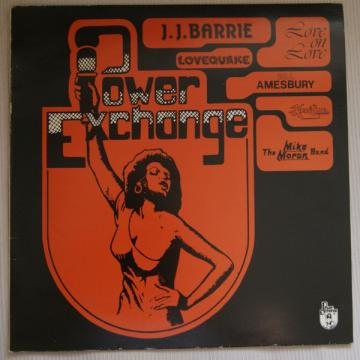 J.J. BARRIE
LOVEQUAKE
Love
on
Love
AMESBURY
The Mike
Moran Band
Power
Exchange